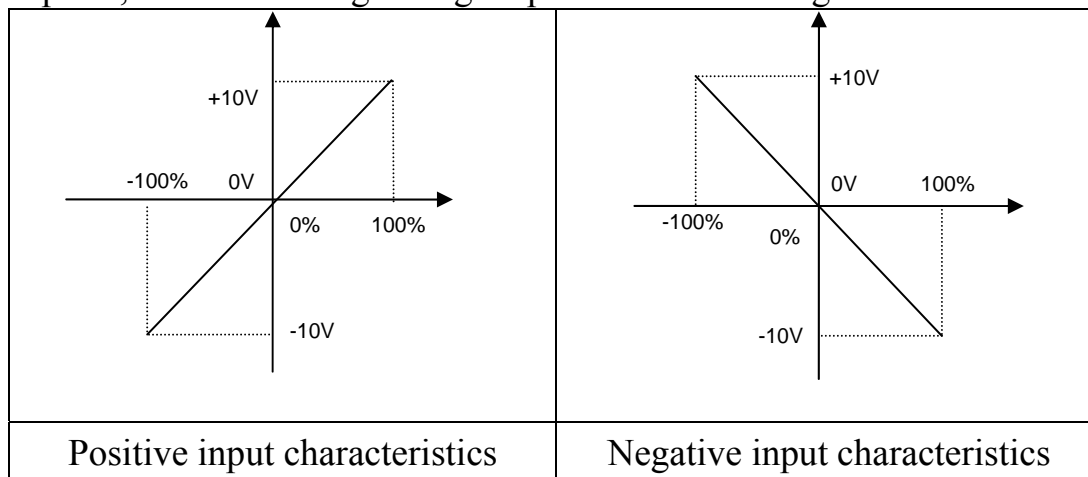 +10V
-100% 0V
0% 100%
-10V
+10V
0V 100%
-100% 0%
-10V
Positive input characteristics
Negative input characteristics